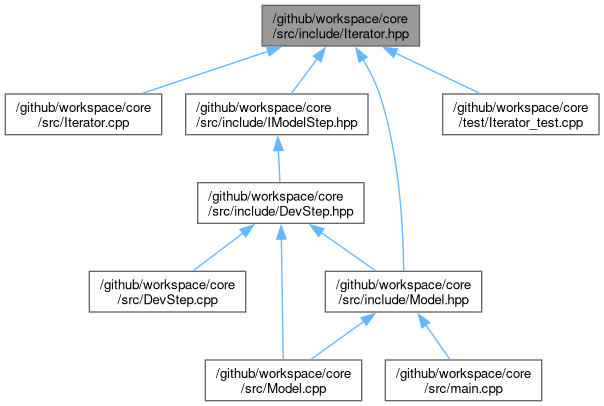 /github/workspace/core
/src/include/Iterator.hpp
/github/workspace/core
/src/Iterator.cpp
/github/workspace/core
/src/include/IModelStep.hpp
/github/workspace/core
/test/Iterator_test.cpp
/github/workspace/core
/src/include/DevStep.hpp
/github/workspace/core
/src/DevStep.cpp
/github/workspace/core
/src/include/Model.hpp
/github/workspace/core
/src/Model.cpp
/github/workspace/core
/src/main.cpp